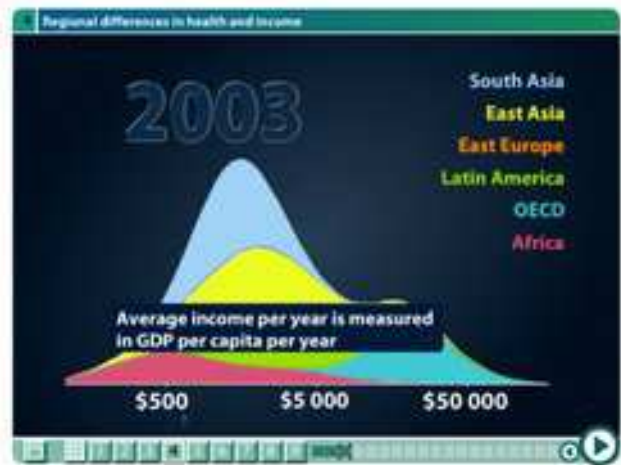 Regional differences in health and income
2003
South Asia
East Asia
East Europe
Latin America
OECD
Africa
Average income per year is measured
in GDP per capita per year
$500 $5 000 $50 000